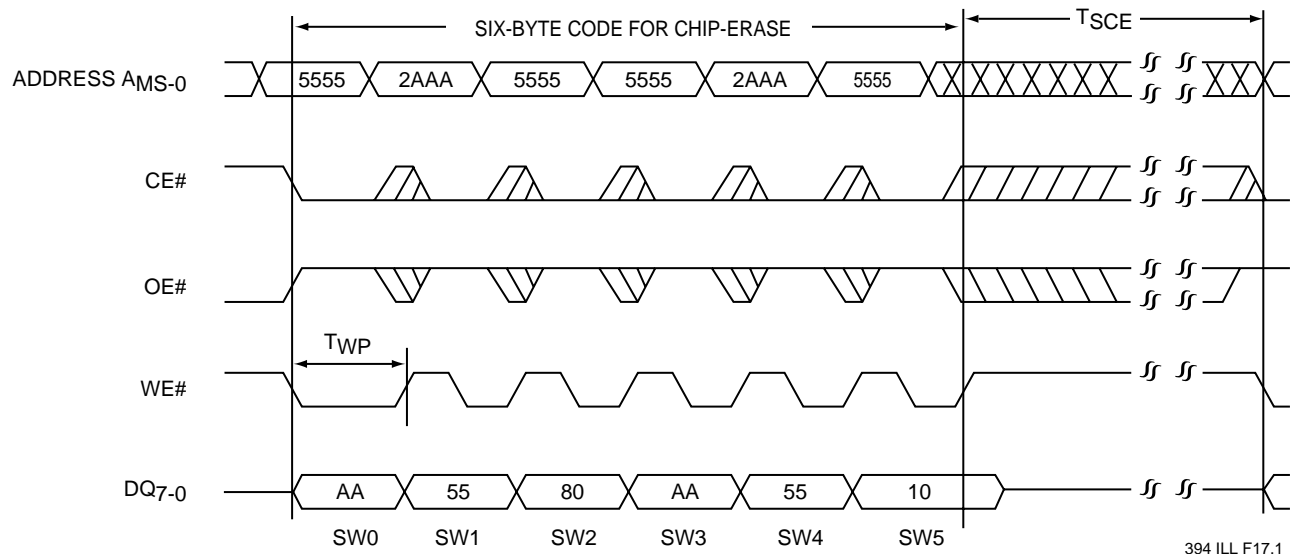 SIX-BYTE CODE FOR CHIP-ERASE
TSCE
ADDRESS AMS-0
5555 2AAA 5555 5555 2AAA 5555
CE#
OE#
TWP
WE#
DQ7-0
AA 55 80 AA 55 10
SW0 SW1 SW2 SW3 SW4 SW5
394 ILL F17.1